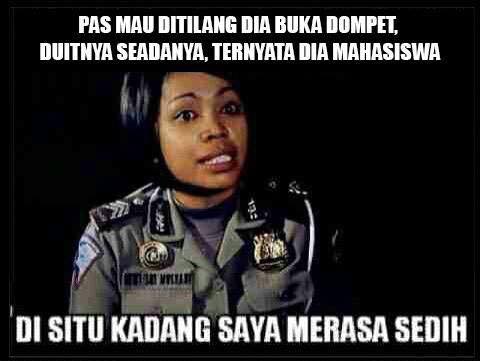 PAS MAU DITILANG DIA BUKA DOMPET,
DUITNYA SEADANYA, TERNYATA DIA MAHASISWA
DI SITU KADANG SAYA MERASA SEDIH